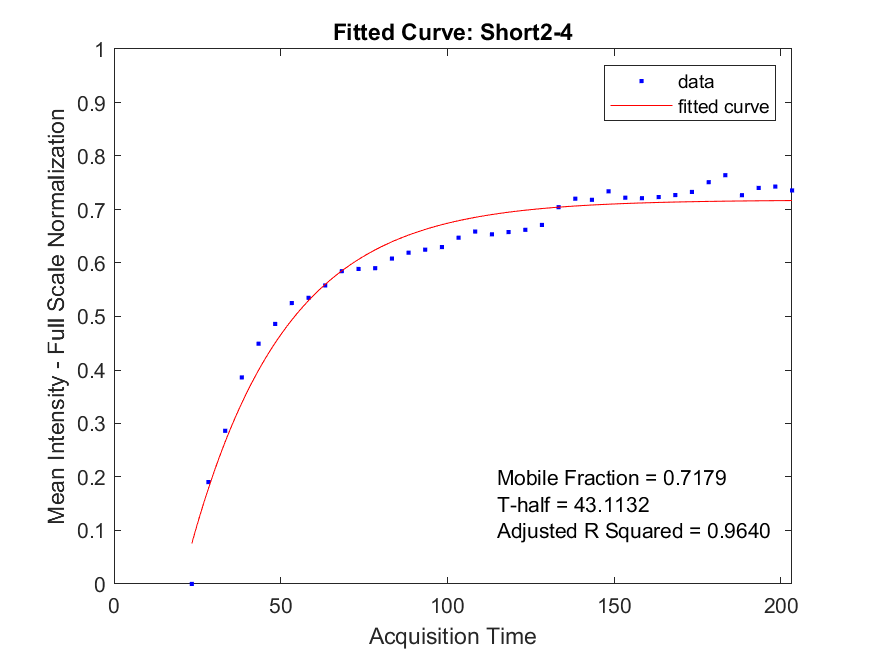 Fitted Curve: Short2-4
data
fitted curve
Mean Intensity - Full Scale Normalization
1
0.9
0.8
0.7
0.6
0.5
0.4
0.3
0.2
0.1
0
Mobile Fraction = 0.7179
T-half = 43.1132
Adjusted R Squared = 0.9640
0 50 100 150 200
Acquisition Time